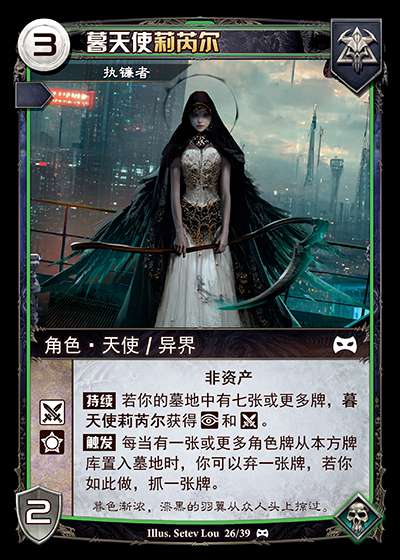 3
暮天使莉芮尔
执镰者
角色·天使/异界
非资产
持续 若你的墓地中有七张或更多牌，暮
天使莉芮尔获得和。
触发 每当有一张或更多角色牌从本方牌
库置入墓地时，你可以弃一张牌，若你
如此做，抓一张牌。
暮色渐浓，漆黑的羽翼从众人头上掠过。
2
Illus. Setev Lou 26/39